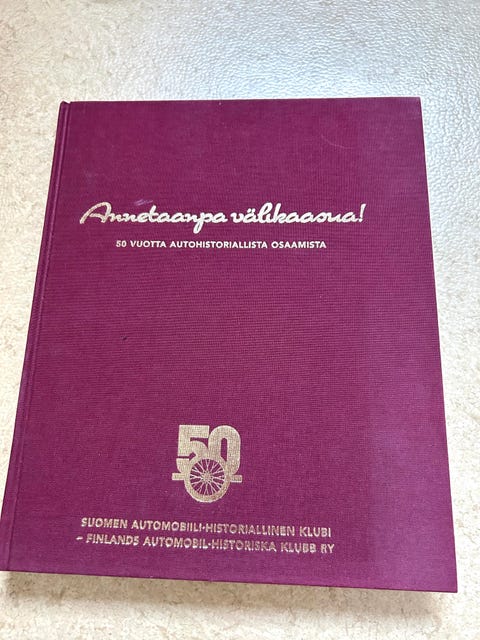 Annetaanpa välikaasua!
50 VUOTTA AUTOHISTORIALLISTA OSAAMISTA
50
SUOMEN AUTOMOBIILI-HISTORIALLINEN KLUBI
– FINLANDS AUTOMOBIL-HISTORISKA KLUBB RY